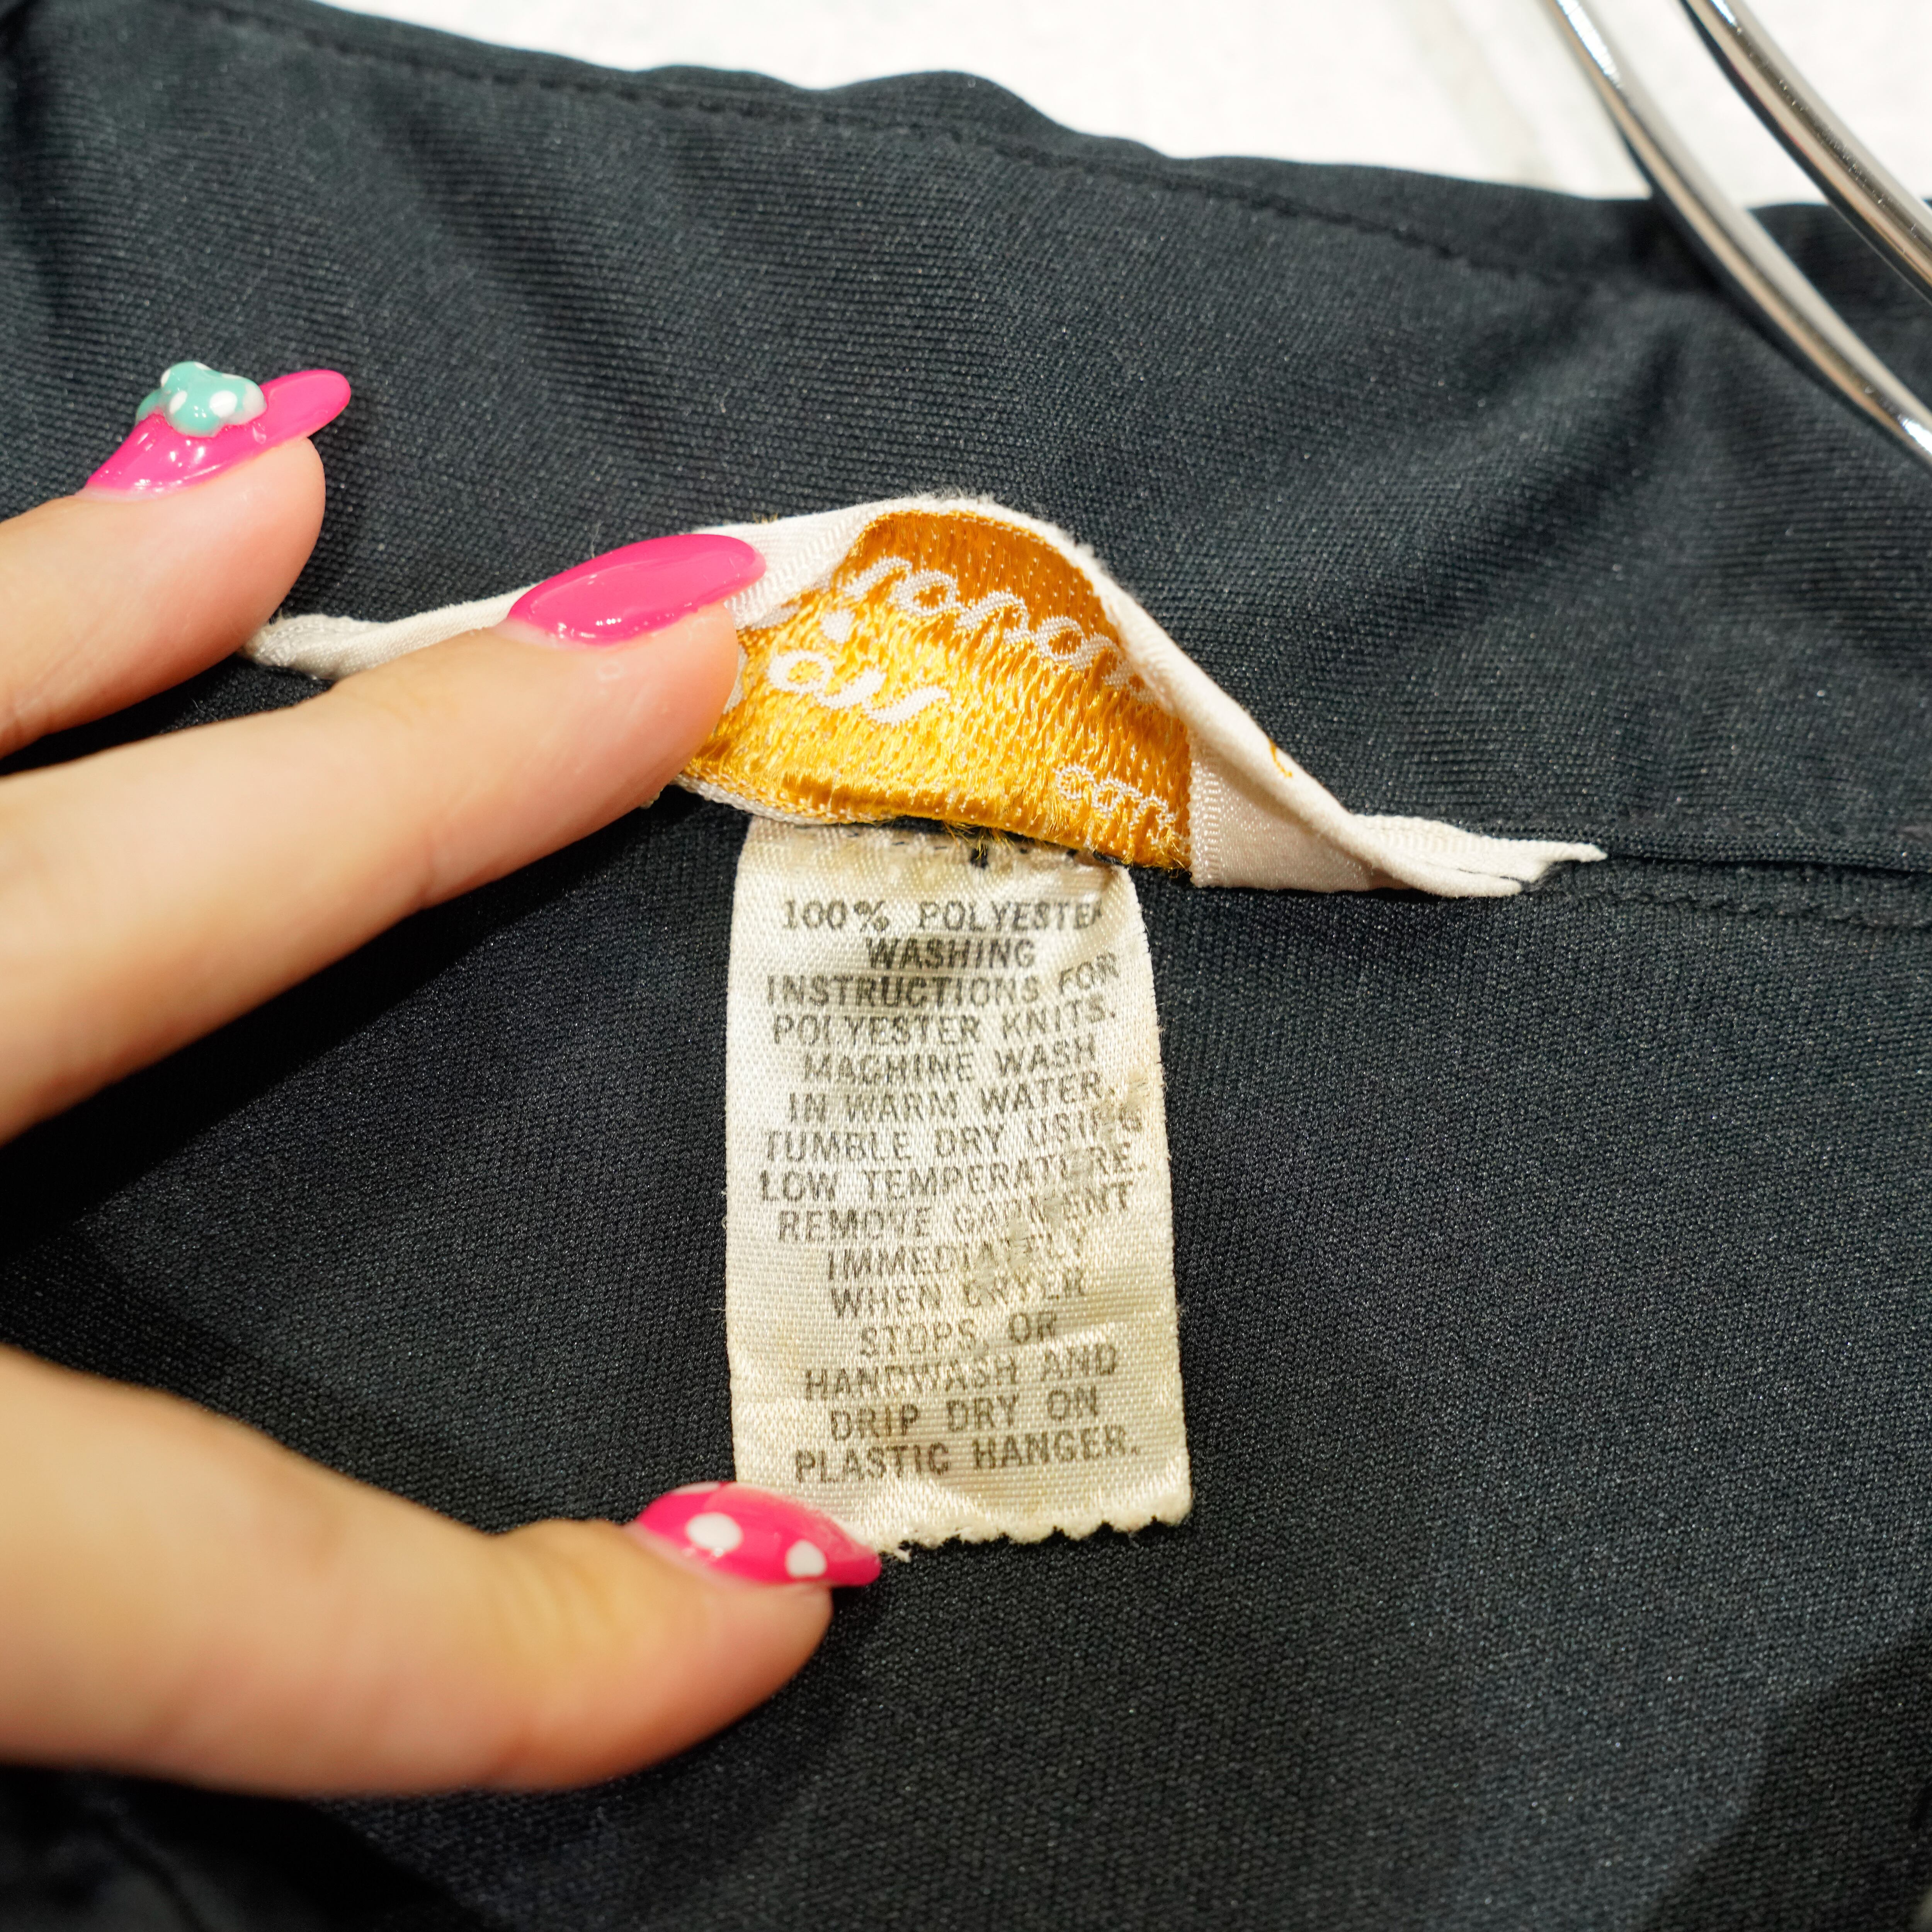 100% POLYESTER
WASHING
INSTRUCTIONS FOR
POLYESTER KNITS.
MACHINE WASH
IN WARM WATER.
TUMBLE DRY USING
LOW TEMPERATURE.
REMOVE GARMENT
IMMEDIATELY
WHEN DRYER
STOPS, OR
HANDWASH AND
DRIP DRY ON
PLASTIC HANGER.